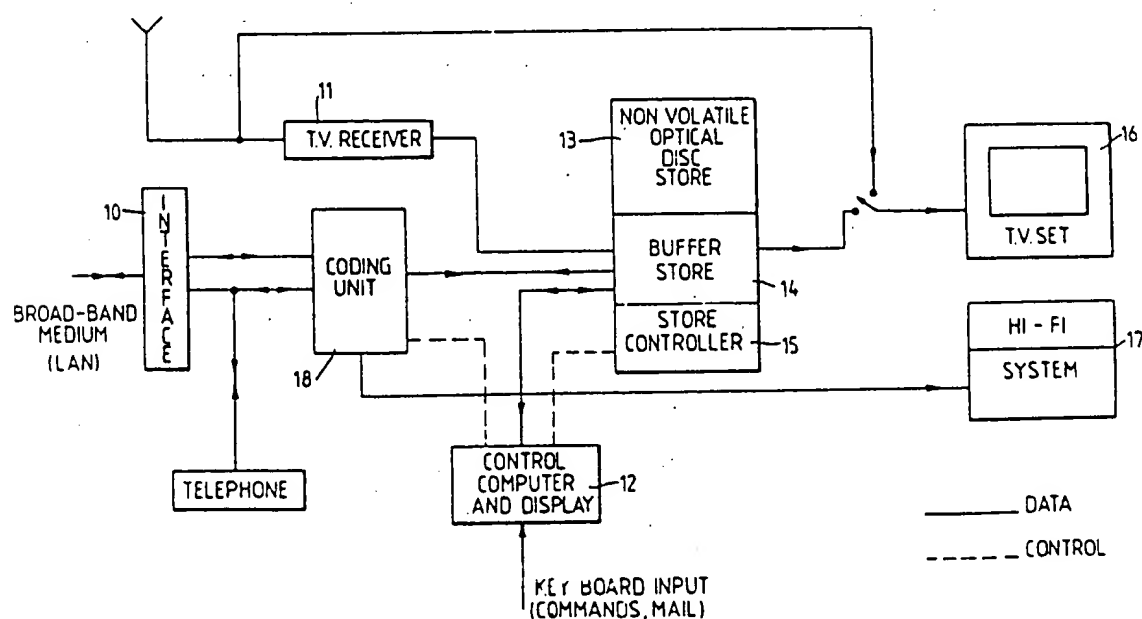 11
T.V. RECEIVER
13
NON VOLATILE
OPTICAL
DISC
STORE
16
T.V. SET
10
INTERFACE
BROAD-BAND
MEDIUM
(LAN)
CODING
UNIT
18
BUFFER
STORE
14
STORE
CONTROLLER
15
HI - FI
SYSTEM
17
TELEPHONE
CONTROL
COMPUTER
AND DISPLAY
12
KEY BOARD INPUT
(COMMANDS, MAIL)
DATA
CONTROL